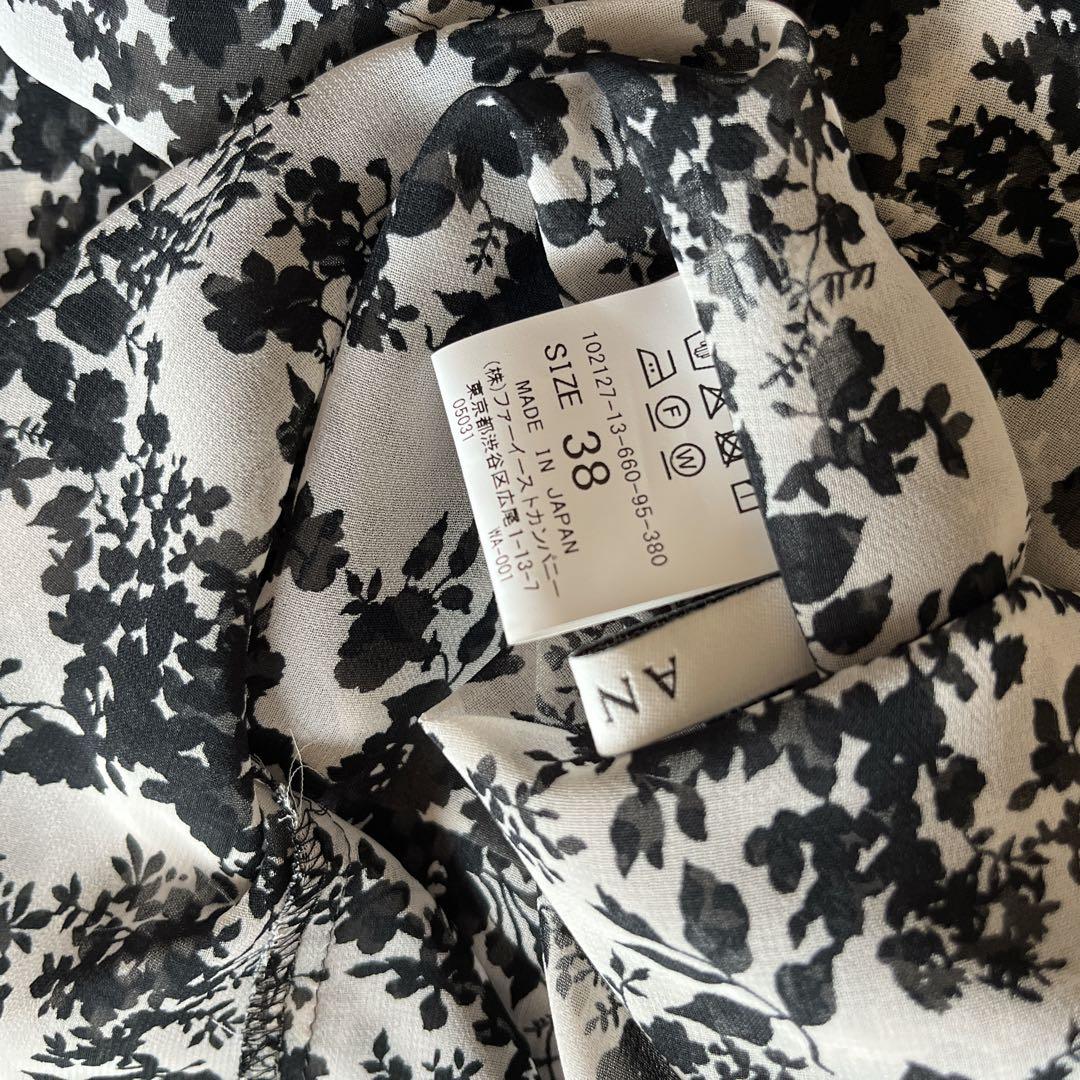 102127-13-660-95-380
SIZE 38
MADE IN JAPAN
(株)ファーイーストカンパニー
東京都渋谷区広尾1-13-7
05031 WA-001
F
W
A
Z